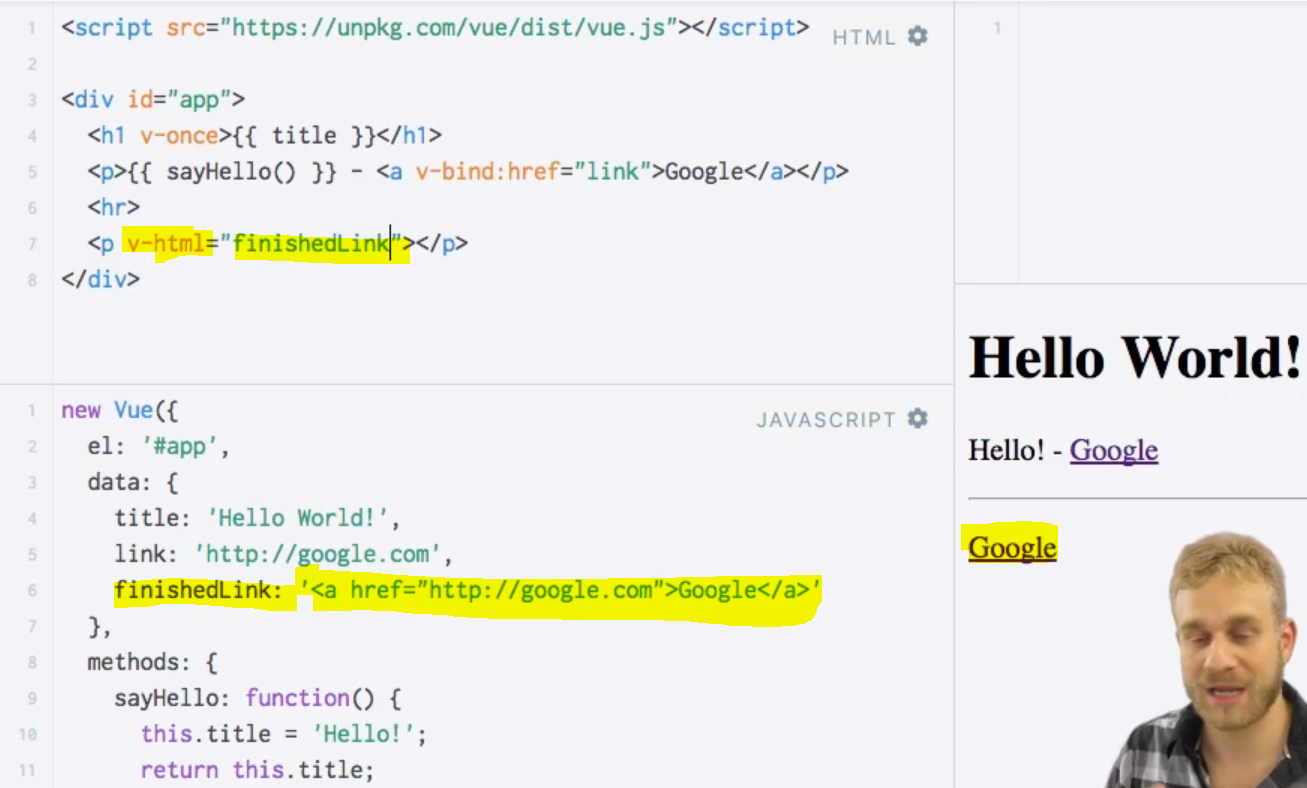 1 <script src="https://unpkg.com/vue/dist/vue.js"></script>
HTML
2
3 <div id="app">
4   <h1 v-once>{{ title }}</h1>
5   <p>{{ sayHello() }} - <a v-bind:href="link">Google</a></p>
6   <hr>
7   <p v-html="finishedLink"></p>
8 </div>
1 new Vue({
JAVASCRIPT
2   el: '#app',
3   data: {
4     title: 'Hello World!',
5     link: 'http://google.com',
6     finishedLink: '<a href="http://google.com">Google</a>'
7   },
8   methods: {
9     sayHello: function() {
10       this.title = 'Hello!';
11       return this.title;
1
Hello World!
Hello! - Google
Google